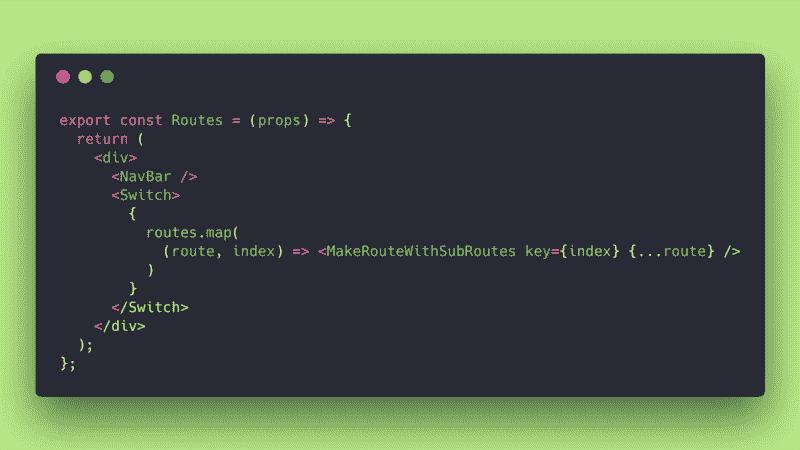 export const Routes = (props) => {
  return (
    <div>
      <NavBar />
      <Switch>
        {
          routes.map(
            (route, index) => <MakeRouteWithSubRoutes key={index} {...route} />
          )
        }
      </Switch>
    </div>
  );
};